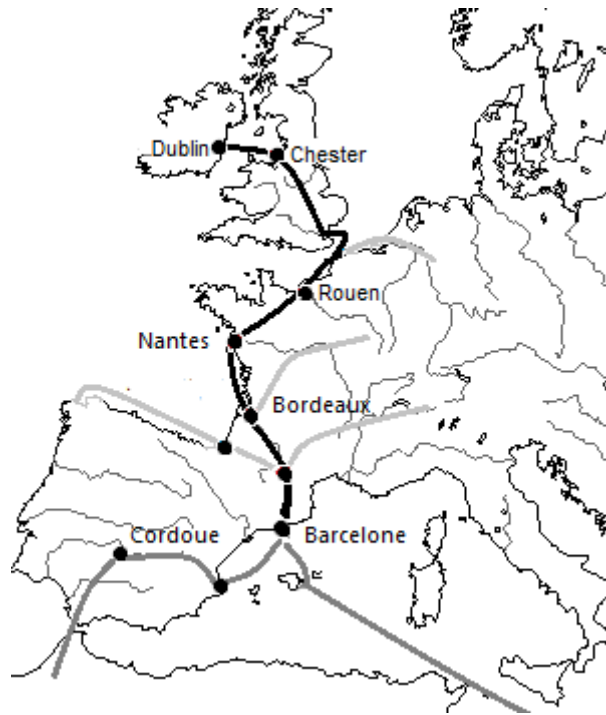 Dublin
Chester
Rouen
Nantes
Bordeaux
Cordoue
Barcelone